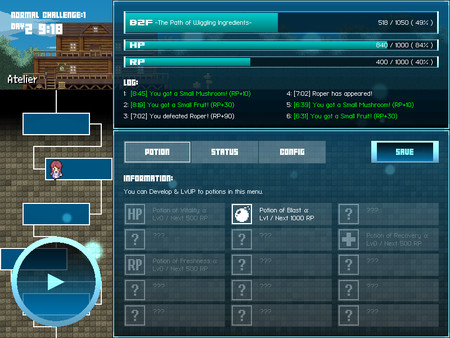 NORMAL CHALLENGE:1
DAY 2 9:18
Atelier
B2F -The Path of Wiggling Ingredients-
518 / 1050 ( 49% )
HP
840 / 1000 ( 84% )
RP
400 / 1000 ( 40% )
LOG:
1: [8:45] You got a Small Mushroom! (RP+10)
2: [8:16] You got a Small Fruit! (RP+30)
3: [7:02] You defeated Roper! (RP+90)
4: [7:02] Roper has appeared!
5: [6:39] You got a Small Mushroom! (RP+10)
6: [6:31] You got a Small Fruit! (RP+30)
POTION
STATUS
CONFIG
SAVE
INFORMATION:
You can Develop & LvUP to potions in this menu.
HP
Potion of Vitality α
Lv0 / Next 500 RP
Potion of Blast α
Lv1 / Next 1000 RP
?
???
?
???
?
???
Potion of Recovery α
Lv0 / Next 500 RP
RP
Potion of Freshness α
Lv0 / Next 500 RP
?
???
?
???
?
???
?
???
?
???
?
???
?
???
?
???